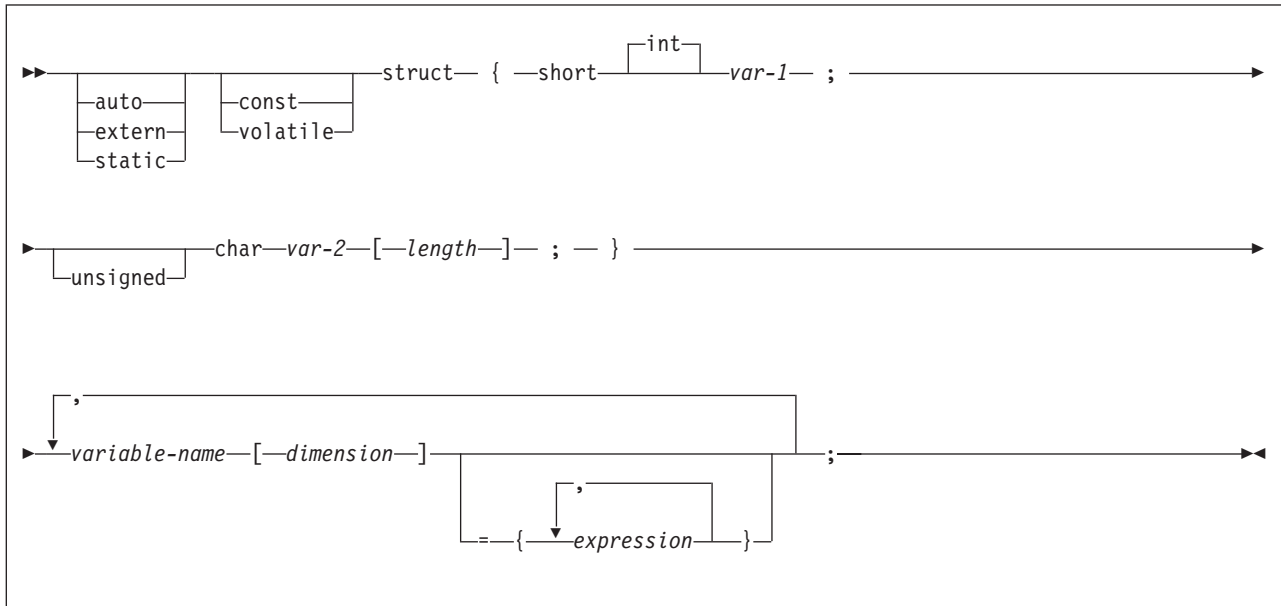 int
struct { short var-1 ;
auto const
extern volatile
static
char var-2 [ length ] ; }
unsigned
,
variable-name [ dimension ] ;
,
= { expression }